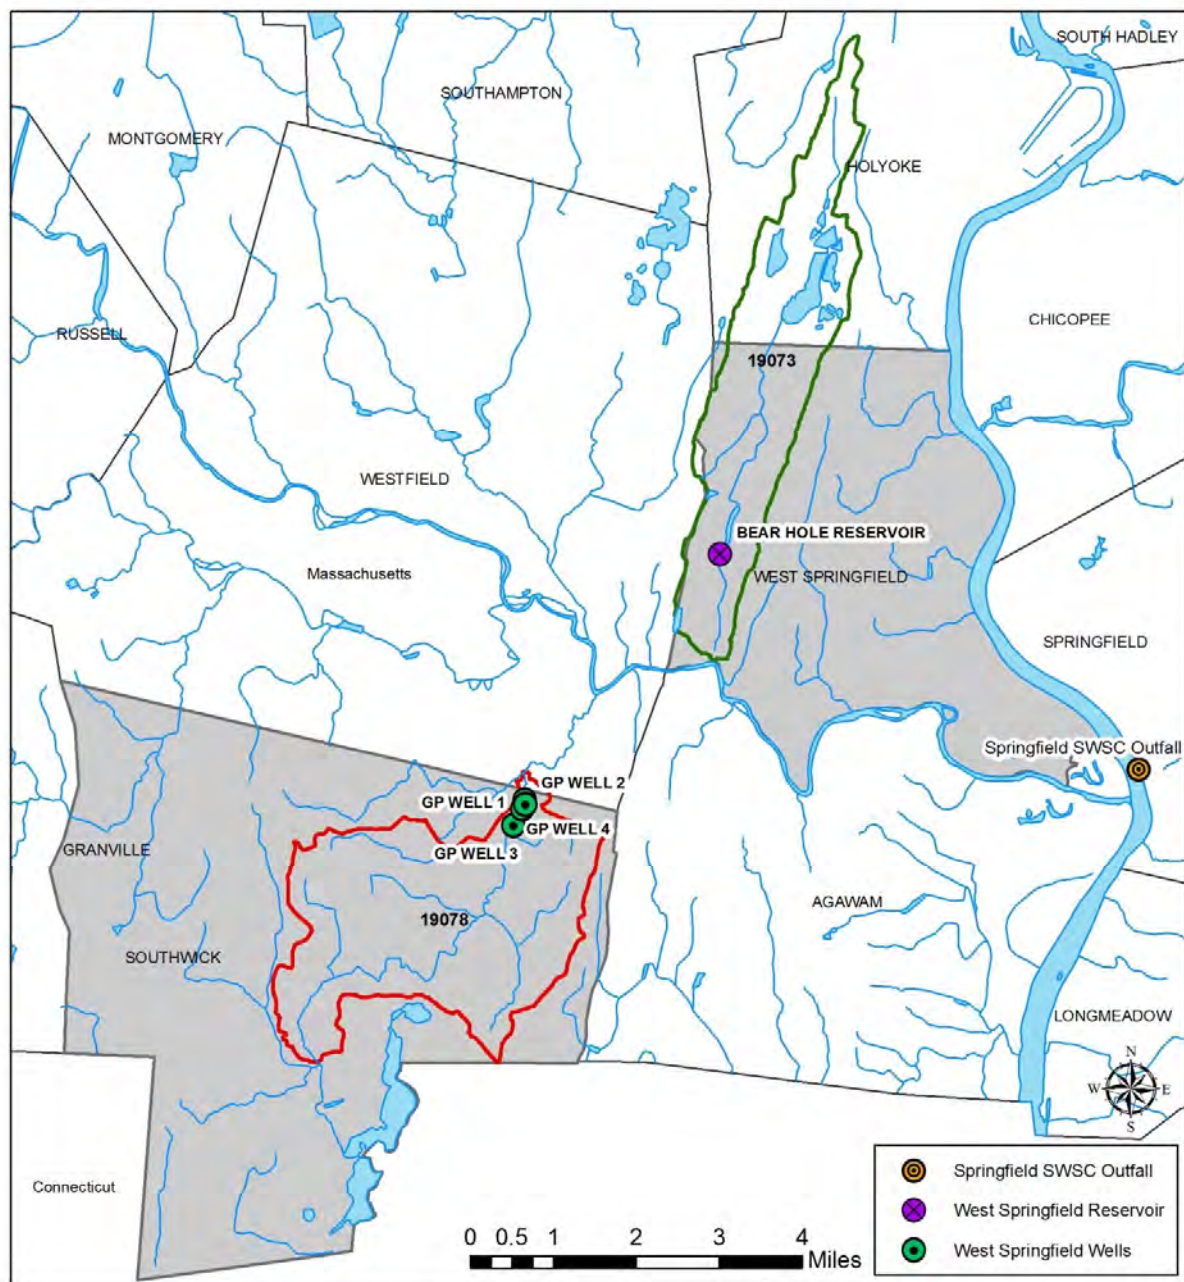 SOUTH HADLEY
SOUTHAMPTON
MONTGOMERY
HOLYOKE
CHICOPEE
RUSSELL
19073
WESTFIELD
BEAR HOLE RESERVOIR
Massachusetts
WEST SPRINGFIELD
SPRINGFIELD
Springfield SWSC Outfall
GP WELL 2
GP WELL 1
GP WELL 4
GP WELL 3
GRANVILLE
AGAWAM
19078
SOUTHWICK
LONGMEADOW
N
W E
S
Connecticut
Springfield SWSC Outfall
West Springfield Reservoir
West Springfield Wells
0 0.5 1 2 3 4
Miles